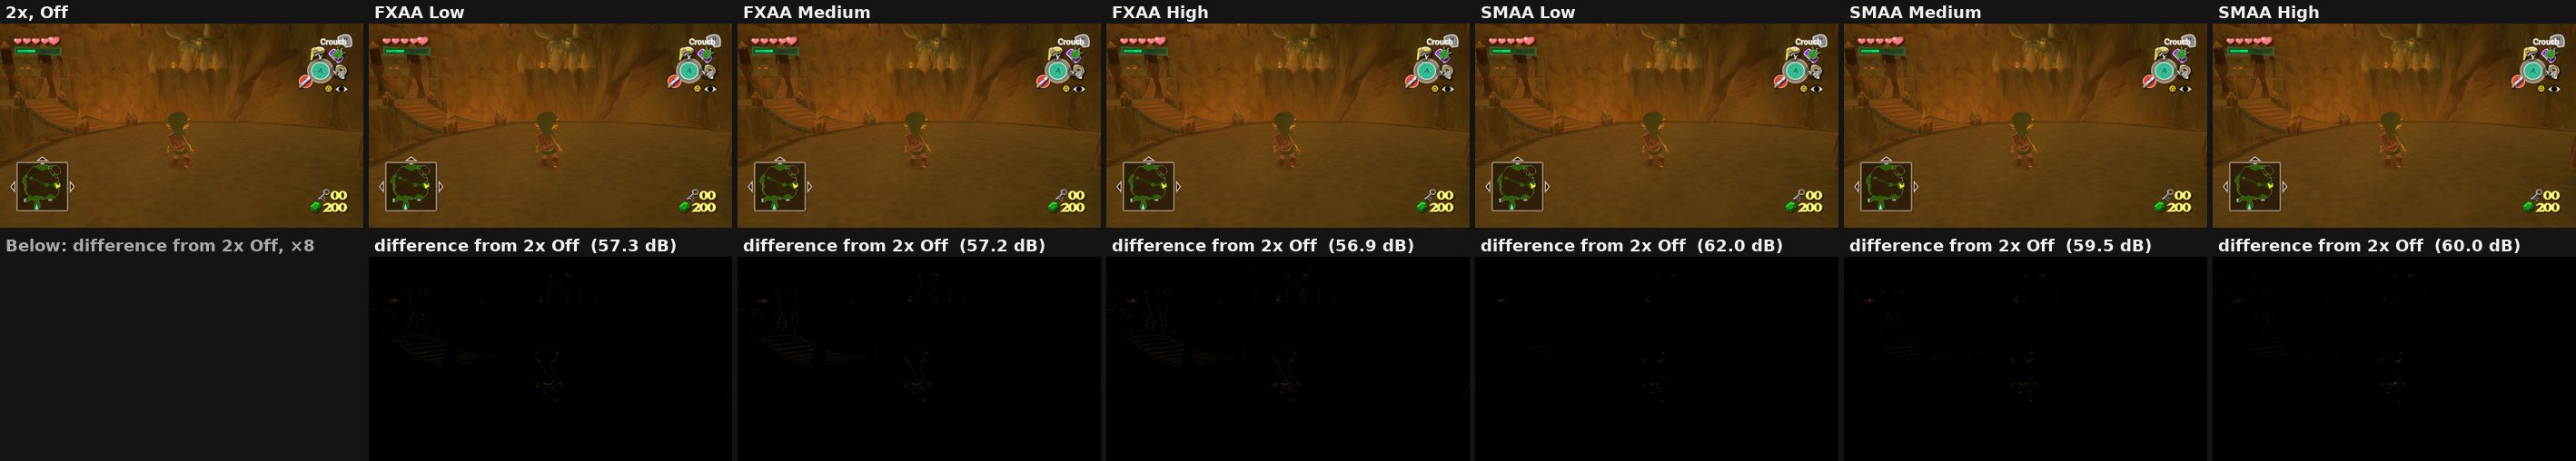 2x, Off
FXAA Low
FXAA Medium
FXAA High
SMAA Low
SMAA Medium
SMAA High
Crouch
A
00
200
Crouch
A
00
200
Crouch
A
00
200
Crouch
A
00
200
Crouch
A
00
200
Crouch
A
00
200
Crouch
A
00
200
Below: difference from 2x Off, ×8
difference from 2x Off (57.3 dB)
difference from 2x Off (57.2 dB)
difference from 2x Off (56.9 dB)
difference from 2x Off (62.0 dB)
difference from 2x Off (59.5 dB)
difference from 2x Off (60.0 dB)